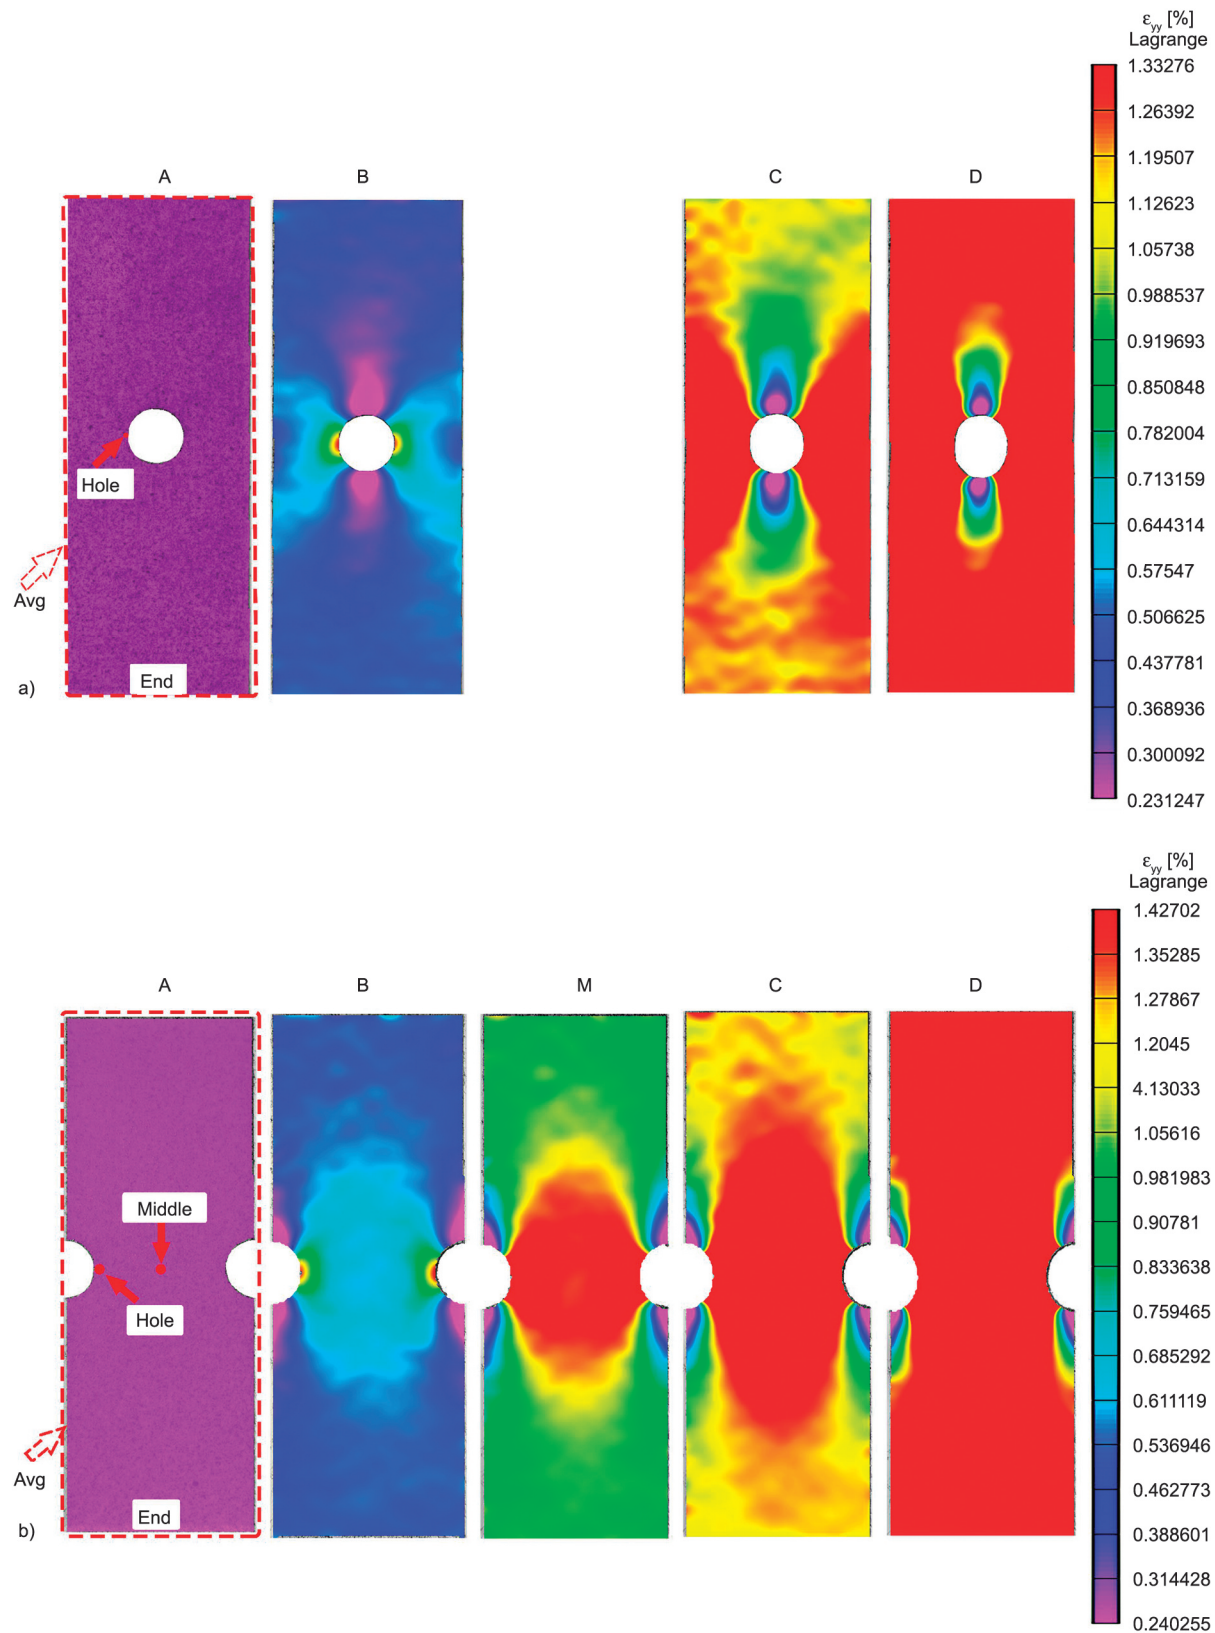 ε_yy [%]
Lagrange
1.33276
1.26392
1.19507
1.12623
1.05738
0.988537
0.919693
0.850848
0.782004
0.713159
0.644314
0.57547
0.506625
0.437781
0.368936
0.300092
0.231247
A B C D
Hole
Avg
End
a)
ε_yy [%]
Lagrange
1.42702
1.35285
1.27867
1.2045
4.13033
1.05616
0.981983
0.90781
0.833638
0.759465
0.685292
0.611119
0.536946
0.462773
0.388601
0.314428
0.240255
A B M C D
Middle
Hole
Avg
End
b)